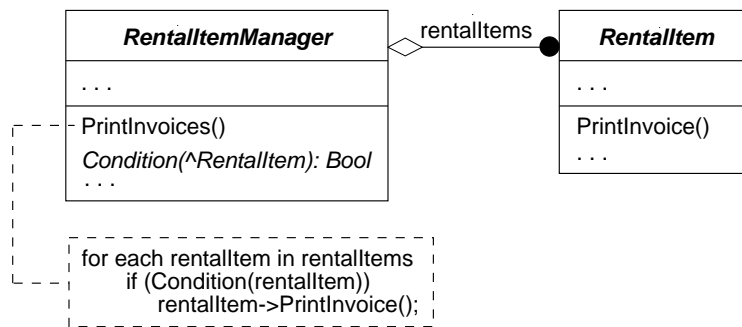 RentalItemManager
. . .
PrintInvoices()
Condition(^RentalItem): Bool
. . .
rentalItems
RentalItem
. . .
PrintInvoice()
. . .
for each rentalItem in rentalItems
if (Condition(rentalItem))
rentalItem->PrintInvoice();